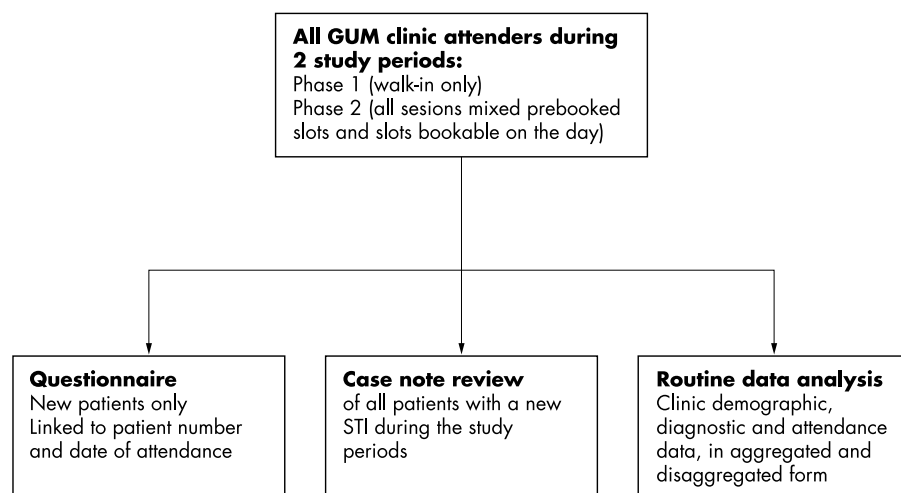 All GUM clinic attenders during
2 study periods:
Phase 1 (walk-in only)
Phase 2 (all sesions mixed prebooked
slots and slots bookable on the day)
Questionnaire
New patients only
Linked to patient number
and date of attendance
Case note review
of all patients with a new
STI during the study
periods
Routine data analysis
Clinic demographic,
diagnostic and attendance
data, in aggregated and
disaggregated form